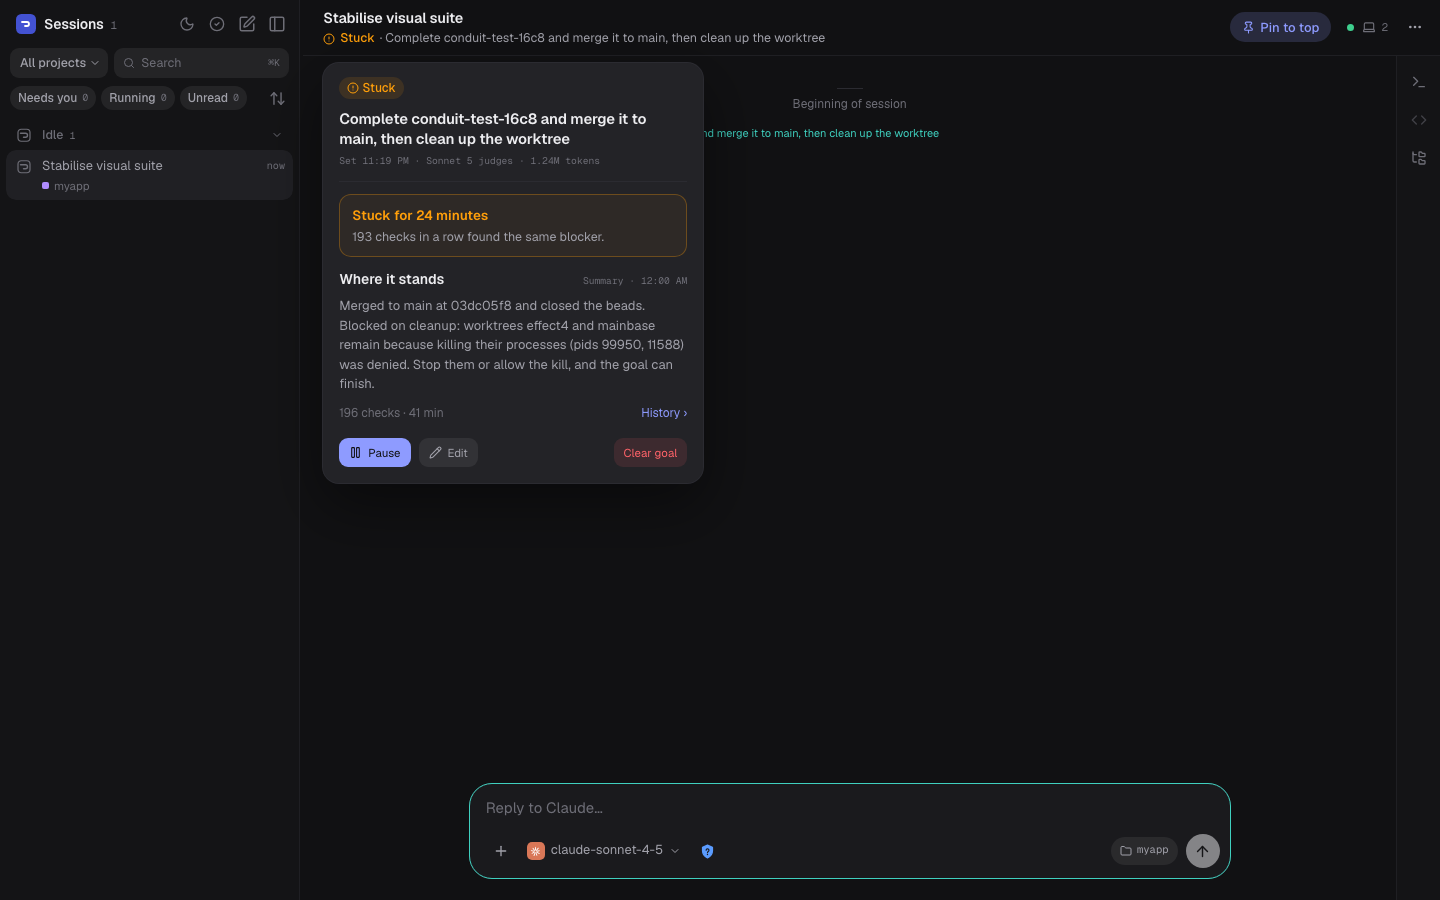 Sessions 1
All projects
Search ⌘K
Needs you 0
Running 0
Unread 0
Idle 1
Stabilise visual suite now
myapp
Stabilise visual suite
Stuck · Complete conduit-test-16c8 and merge it to main, then clean up the worktree
Pin to top
2
Beginning of session
nd merge it to main, then clean up the worktree
Stuck
Complete conduit-test-16c8 and merge it to
main, then clean up the worktree
Set 11:19 PM · Sonnet 5 judges · 1.24M tokens
Stuck for 24 minutes
193 checks in a row found the same blocker.
Where it stands
Summary · 12:00 AM
Merged to main at 03dc05f8 and closed the beads.
Blocked on cleanup: worktrees effect4 and mainbase
remain because killing their processes (pids 99950, 11588)
was denied. Stop them or allow the kill, and the goal can
finish.
196 checks · 41 min
History ›
Pause
Edit
Clear goal
Reply to Claude…
claude-sonnet-4-5
myapp